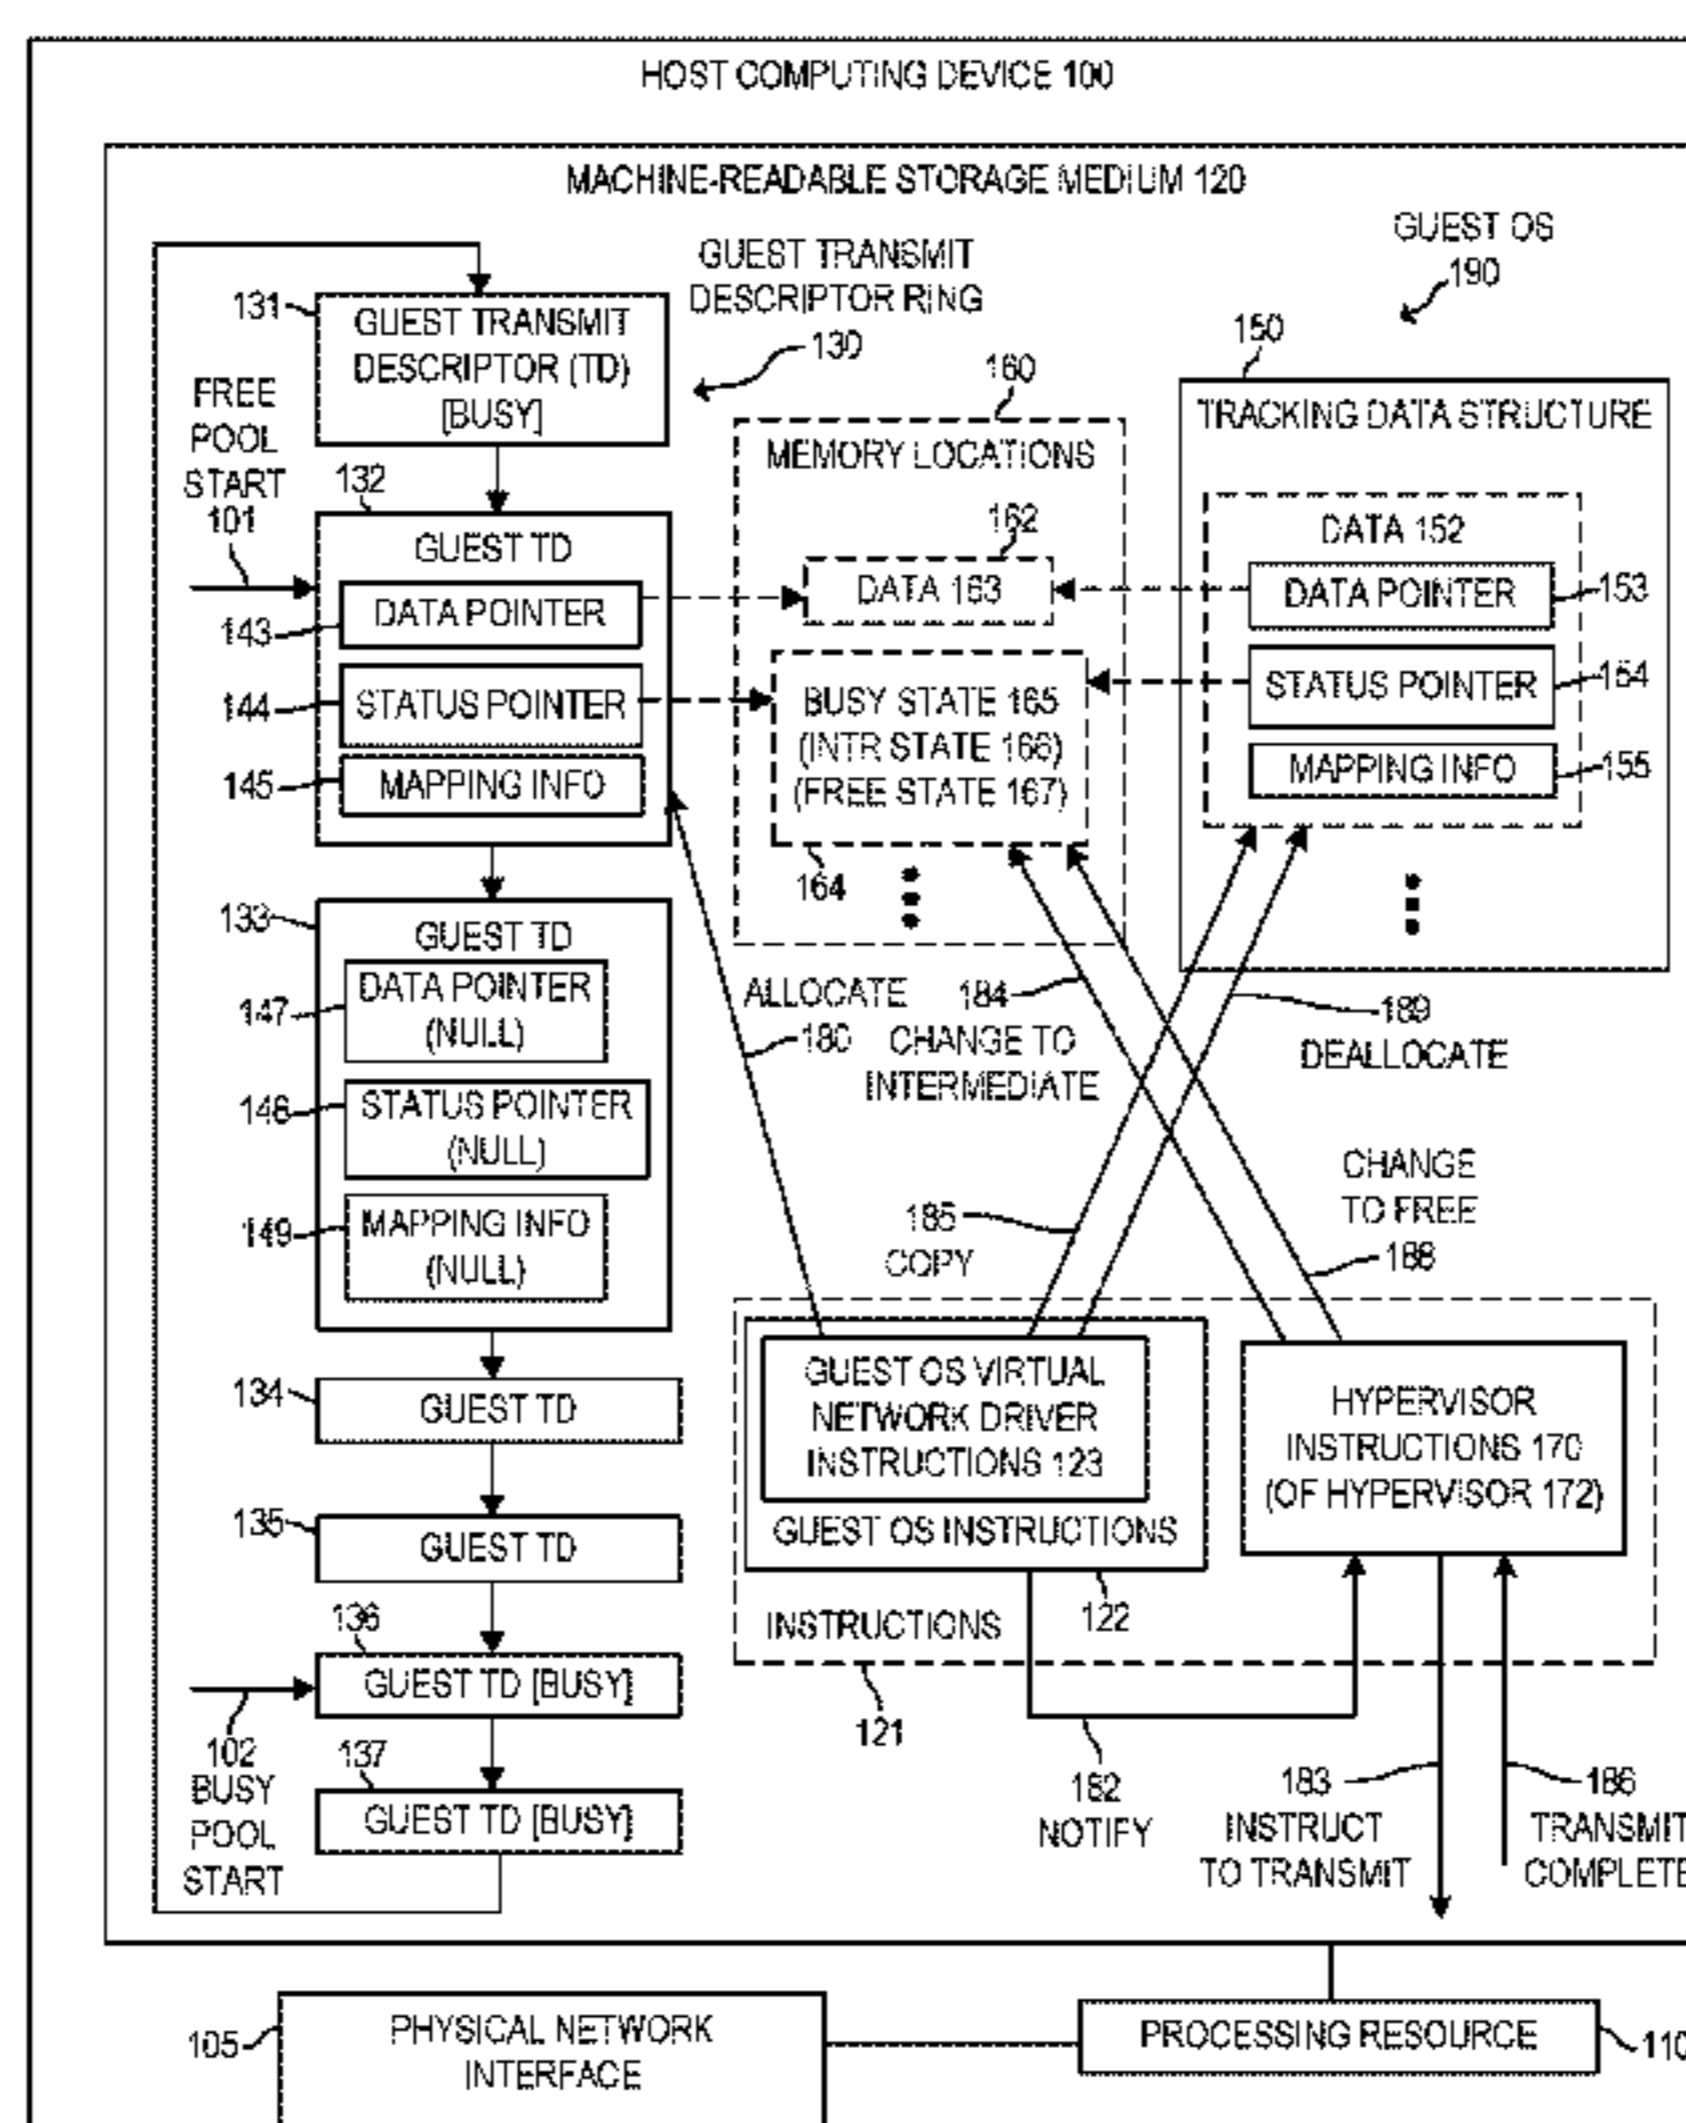 HOST COMPUTING DEVICE 100
MACHINE-READABLE STORAGE MEDIUM 120
GUEST OS
190
GUEST TRANSMIT
DESCRIPTOR RING
130
131
GUEST TRANSMIT
DESCRIPTOR (TD)
[BUSY]
FREE
POOL
START
101
132
GUEST TD
143
DATA POINTER
144
STATUS POINTER
145
MAPPING INFO
160
MEMORY LOCATIONS
162
DATA 163
BUSY STATE 165
(INTR STATE 166)
(FREE STATE 167)
164
150
TRACKING DATA STRUCTURE
DATA 152
DATA POINTER
153
STATUS POINTER
154
MAPPING INFO
155
133
GUEST TD
147
DATA POINTER
(NULL)
148
STATUS POINTER
(NULL)
149
MAPPING INFO
(NULL)
ALLOCATE
180
184
CHANGE TO
INTERMEDIATE
189
DEALLOCATE
185
COPY
CHANGE
TO FREE
188
134
GUEST TD
135
GUEST TD
136
GUEST TD [BUSY]
102
BUSY
POOL
START
137
GUEST TD [BUSY]
GUEST OS VIRTUAL
NETWORK DRIVER
INSTRUCTIONS 123
GUEST OS INSTRUCTIONS
122
HYPERVISOR
INSTRUCTIONS 170
(OF HYPERVISOR 172)
INSTRUCTIONS
121
182
NOTIFY
183
INSTRUCT
TO TRANSMIT
186
TRANSMIT
COMPLETE
105
PHYSICAL NETWORK
INTERFACE
PROCESSING RESOURCE
110